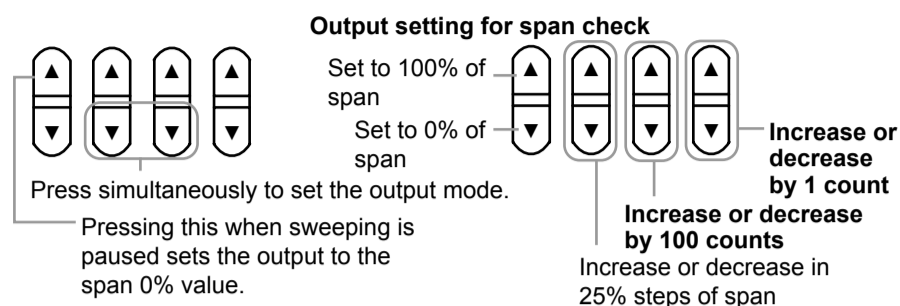 Output setting for span check
Press simultaneously to set the output mode.
Pressing this when sweeping is
paused sets the output to the
span 0% value.
Set to 100% of
span
Set to 0% of
span
Increase or
decrease
by 1 count
Increase or decrease
by 100 counts
Increase or decrease in
25% steps of span